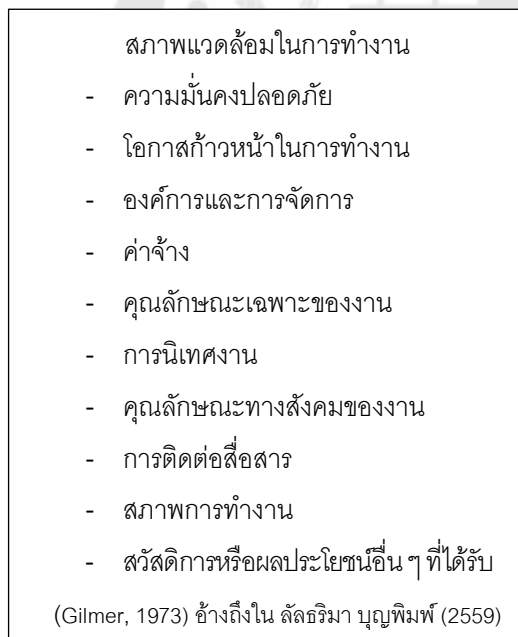 สภาพแวดล้อมในการทำงาน
- ความมั่นคงปลอดภัย
- โอกาสก้าวหน้าในการทำงาน
- องค์การและการจัดการ
- ค่าจ้าง
- คุณลักษณะเฉพาะของงาน
- การนิเทศงาน
- คุณลักษณะทางสังคมของงาน
- การติดต่อสื่อสาร
- สภาพการทำงาน
- สวัสดิการหรือผลประโยชน์อื่น ๆ ที่ได้รับ
(Gilmer, 1973) อ้างถึงใน ลัลธริมา บุญพิมพ์ (2559)